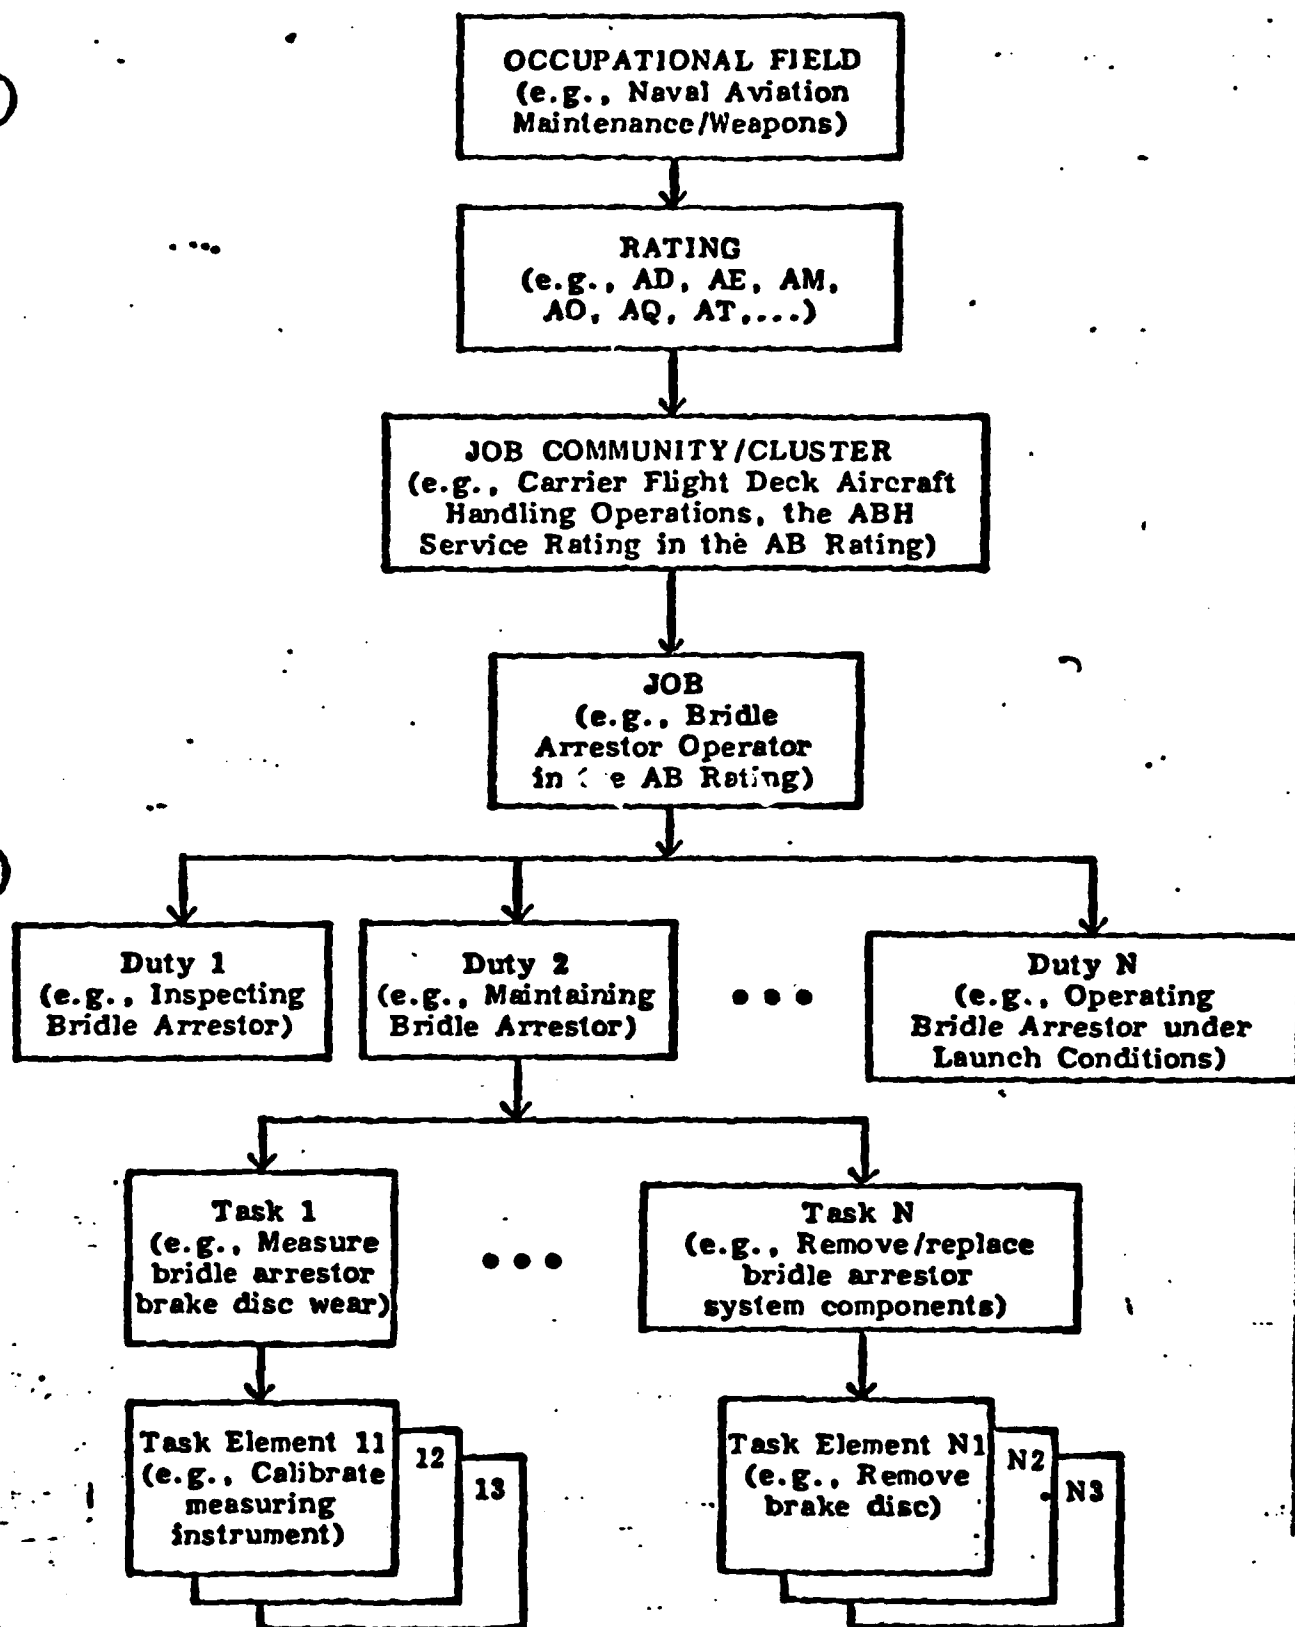 OCCUPATIONAL FIELD
(e.g., Naval Aviation
Maintenance/Weapons)
RATING
(e.g., AD, AE, AM,
AO, AQ, AT,...)
JOB COMMUNITY/CLUSTER
(e.g., Carrier Flight Deck Aircraft
Handling Operations, the ABH
Service Rating in the AB Rating)
JOB
(e.g., Bridle
Arrestor Operator
in e AB Rating)
Duty 1
(e.g., Inspecting
Bridle Arrestor)
Duty 2
(e.g., Maintaining
Bridle Arrestor)
• • •
Duty N
(e.g., Operating
Bridle Arrestor under
Launch Conditions)
Task 1
(e.g., Measure
bridle arrestor
brake disc wear)
• • •
Task N
(e.g., Remove/replace
bridle arrestor
system components)
Task Element 11
(e.g., Calibrate
measuring
instrument)
12
13
Task Element N1
(e.g., Remove
brake disc)
N2
N3